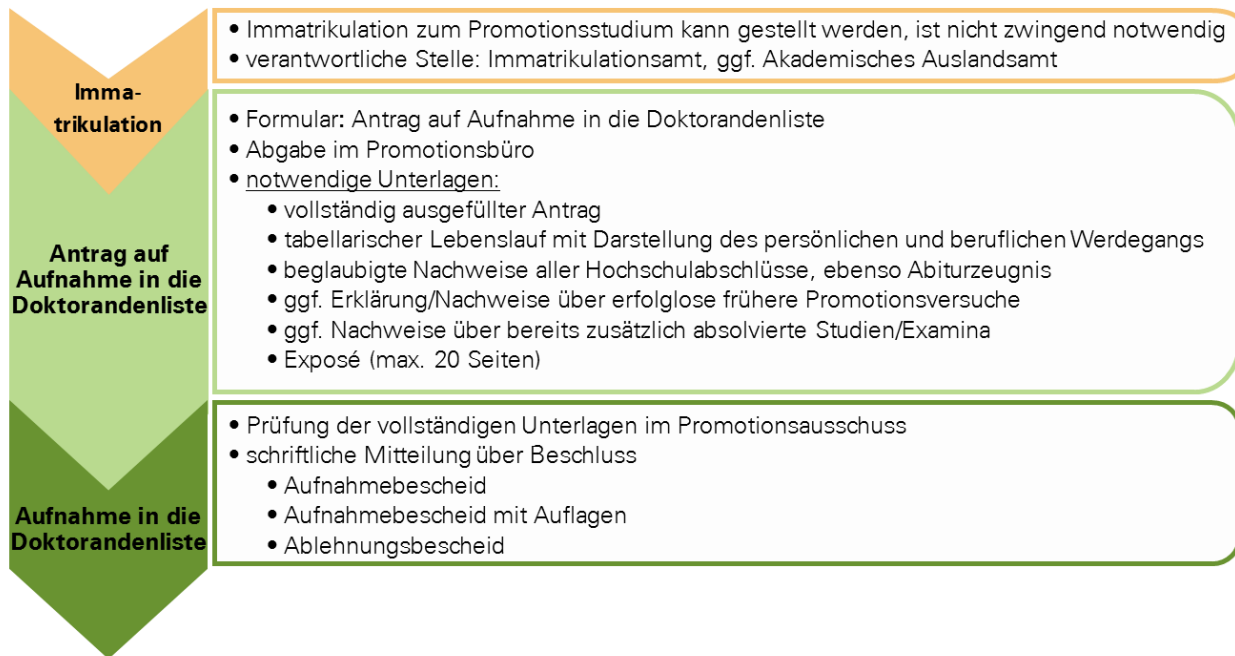 • Immatrikulation zum Promotionsstudium kann gestellt werden, ist nicht zwingend notwendig
• verantwortliche Stelle: Immatrikulationsamt, ggf. Akademisches Auslandsamt
Imma-
trikulation
• Formular: Antrag auf Aufnahme in die Doktorandenliste
• Abgabe im Promotionsbüro
• notwendige Unterlagen:
• vollständig ausgefüllter Antrag
• tabellarischer Lebenslauf mit Darstellung des persönlichen und beruflichen Werdegangs
• beglaubigte Nachweise aller Hochschulabschlüsse, ebenso Abiturzeugnis
• ggf. Erklärung/Nachweise über erfolglose frühere Promotionsversuche
• ggf. Nachweise über bereits zusätzlich absolvierte Studien/Examina
• Exposé (max. 20 Seiten)
Antrag auf
Aufnahme in die
Doktorandenliste
• Prüfung der vollständigen Unterlagen im Promotionsausschuss
• schriftliche Mitteilung über Beschluss
• Aufnahmebescheid
• Aufnahmebescheid mit Auflagen
• Ablehnungsbescheid
Aufnahme in die
Doktorandenliste